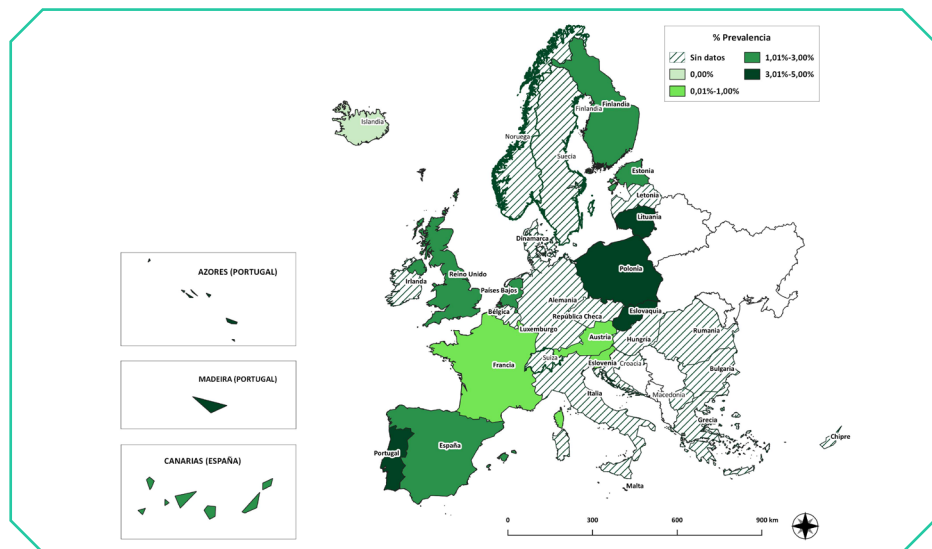 % Prevalencia
Sin datos
1,01%-3,00%
0,00%
3,01%-5,00%
0,01%-1,00%
Islandia
Finlandia
Finlandia
Noruega
Suecia
Estonia
Letonia
Lituania
Dinamarca
Irlanda
Reino Unido
Países Bajos
Polonia
Bélgica
Alemania
República Checa
Eslovaquia
Luxemburgo
Austria
Hungría
Rumania
Suiza
Eslovenia
Croacia
Francia
Bulgaria
Italia
Macedonia
Grecia
Chipre
España
Portugal
Malta
AZORES (PORTUGAL)
MADEIRA (PORTUGAL)
CANARIAS (ESPAÑA)
0
300
600
900 km